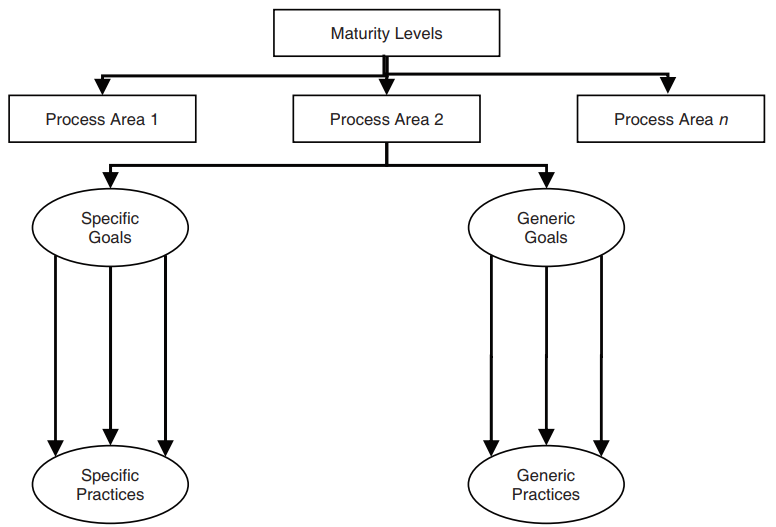 Maturity Levels
Process Area 1
Process Area 2
Process Area n
Specific
Goals
Generic
Goals
Specific
Practices
Generic
Practices